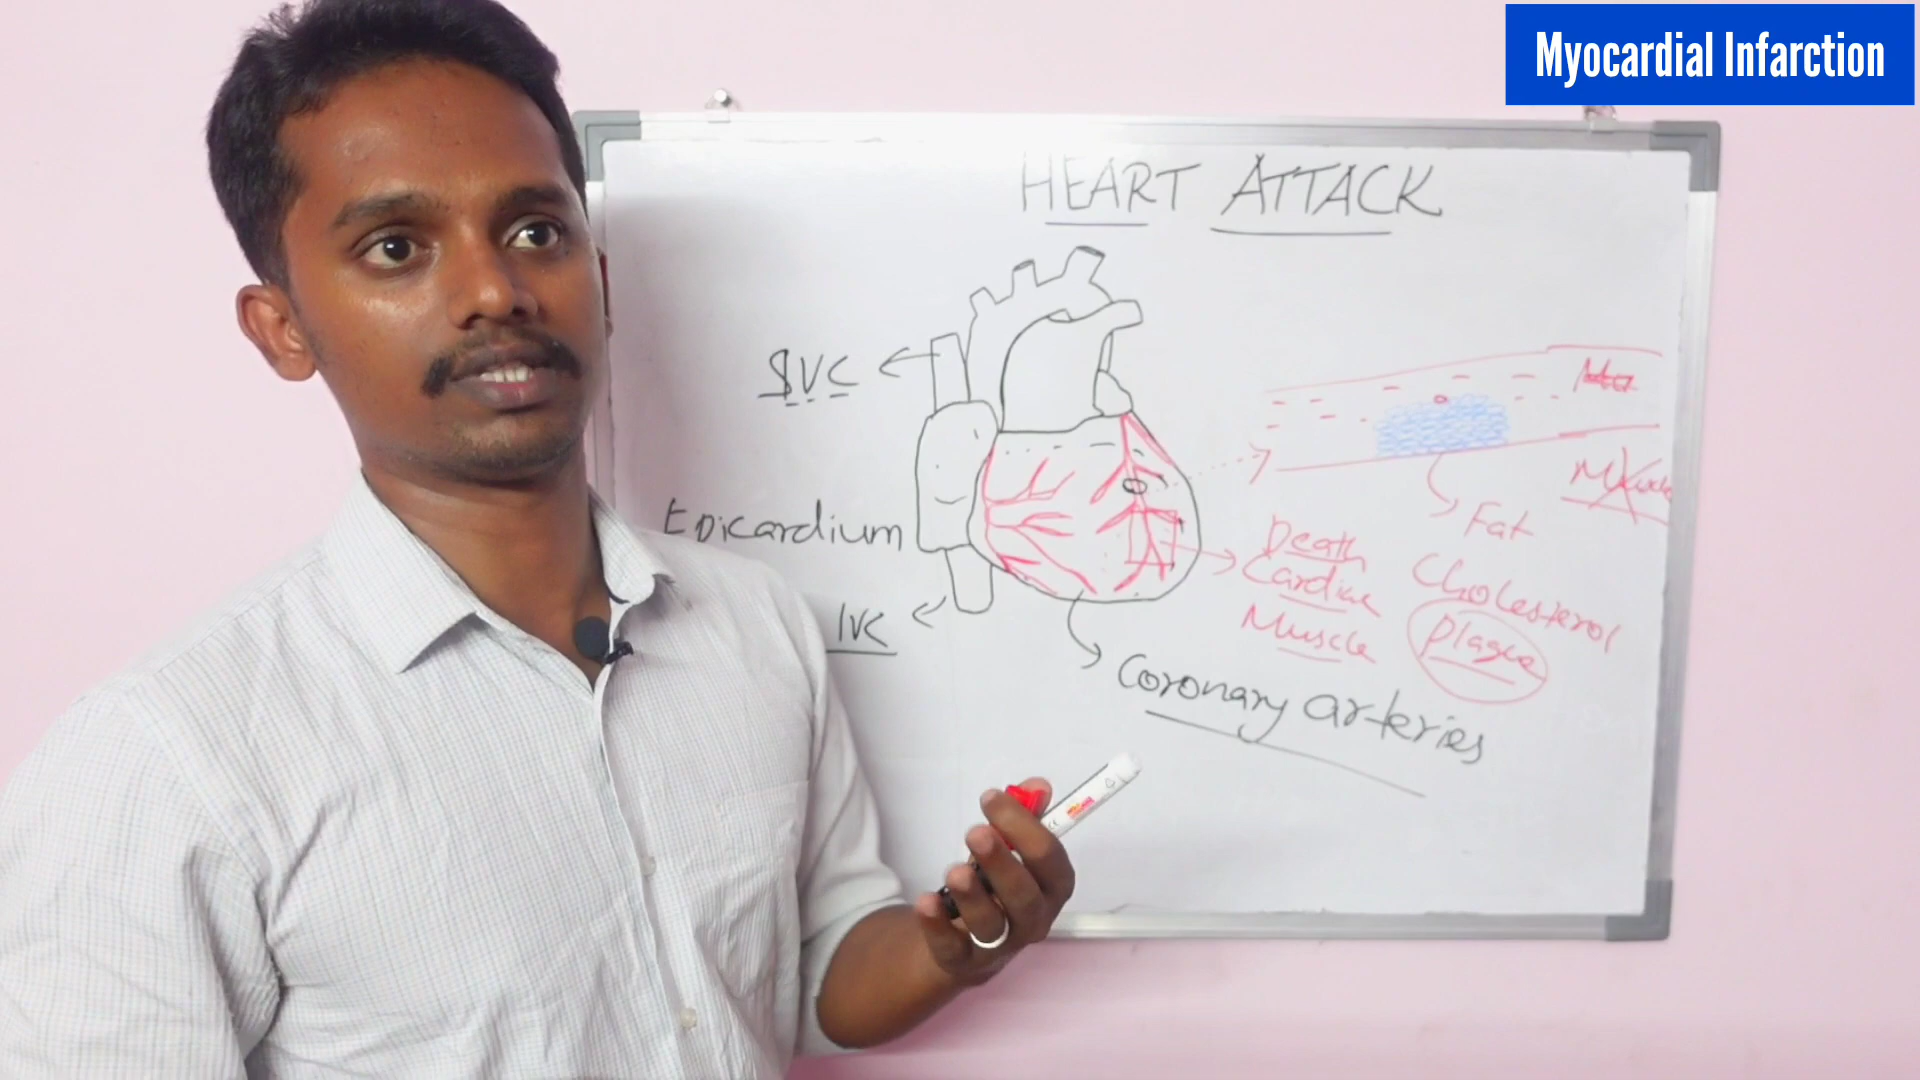 Myocardial Infarction
HEART ATTACK
SVC
Epicardium
IVC
Fat
Cholesterol
Plaque
Death
Cardiac
Muscle
Coronary arteries